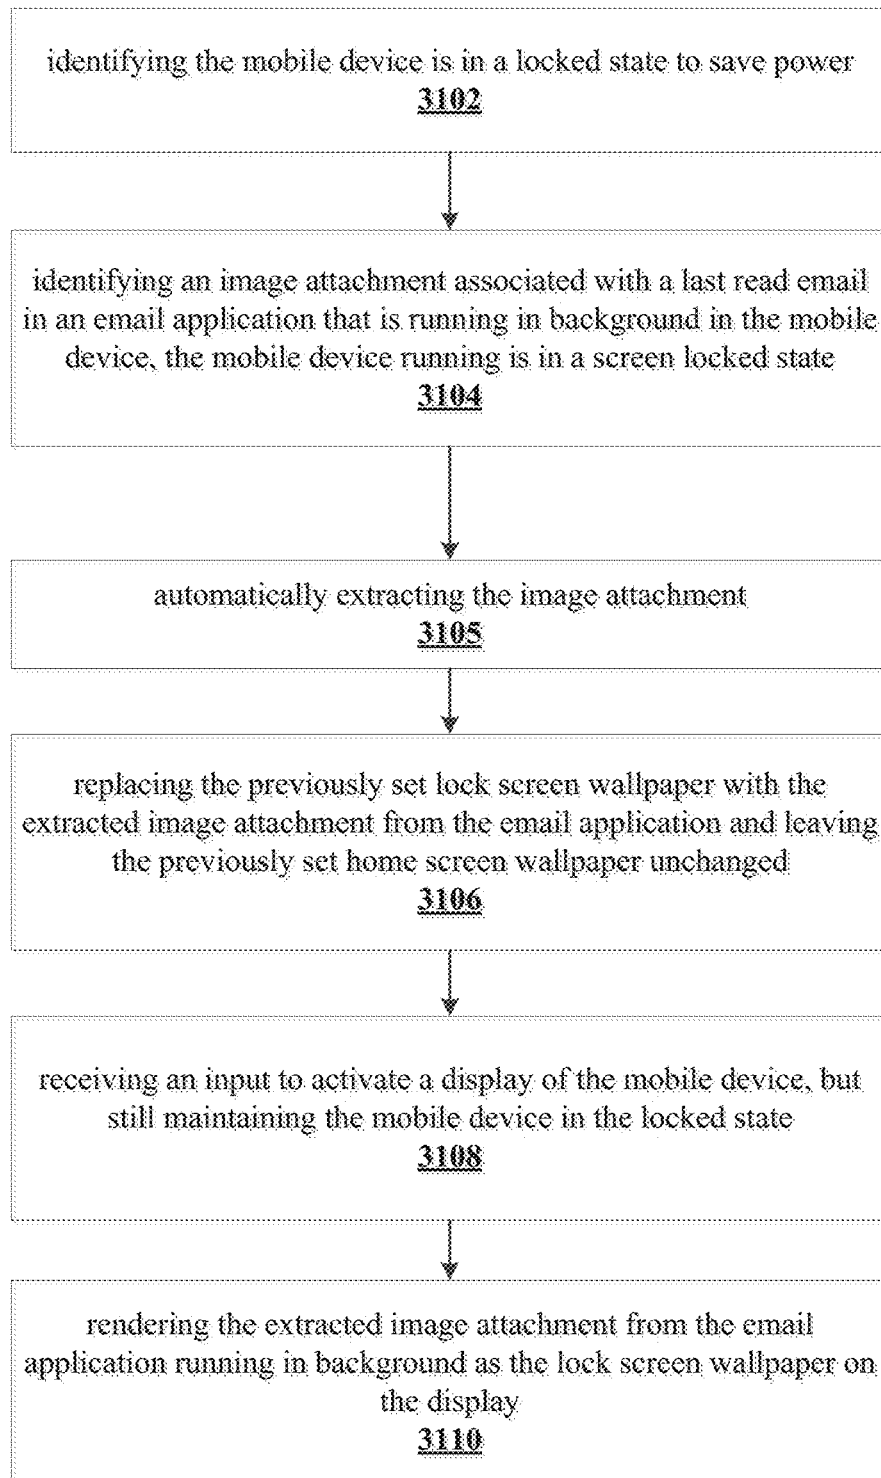 identifying the mobile device is in a locked state to save power
3102
identifying an image attachment associated with a last read email
in an email application that is running in background in the mobile
device, the mobile device running is in a screen locked state
3104
automatically extracting the image attachment
3105
replacing the previously set lock screen wallpaper with the
extracted image attachment from the email application and leaving
the previously set home screen wallpaper unchanged
3106
receiving an input to activate a display of the mobile device, but
still maintaining the mobile device in the locked state
3108
rendering the extracted image attachment from the email
application running in background as the lock screen wallpaper on
the display
3110